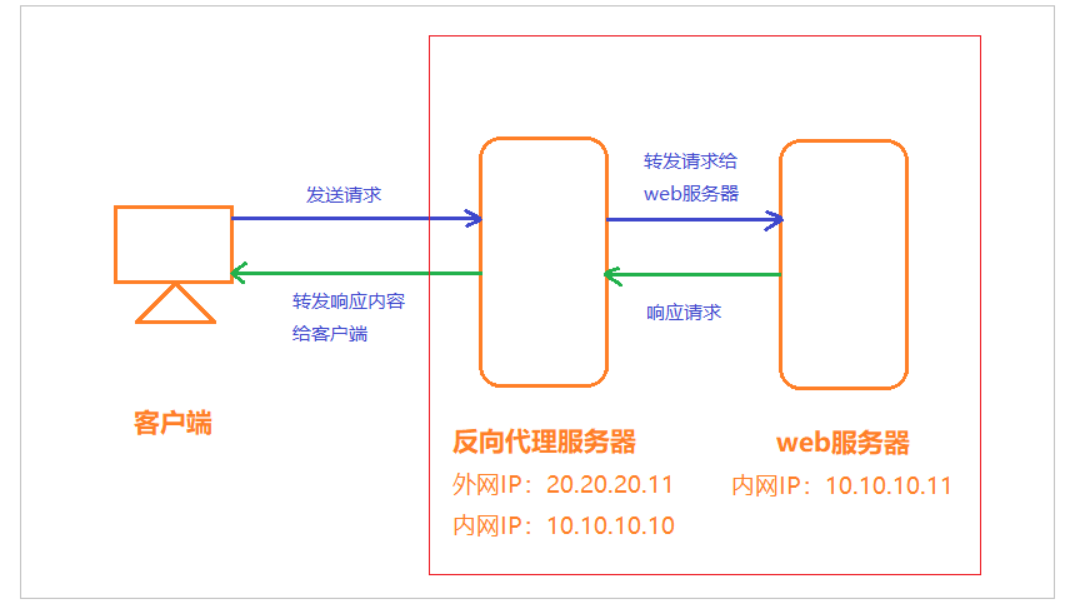 发送请求
转发请求给
web服务器
转发响应内容
给客户端
响应请求
客户端
反向代理服务器
外网IP：20.20.20.11
内网IP：10.10.10.10
web服务器
内网IP：10.10.10.11